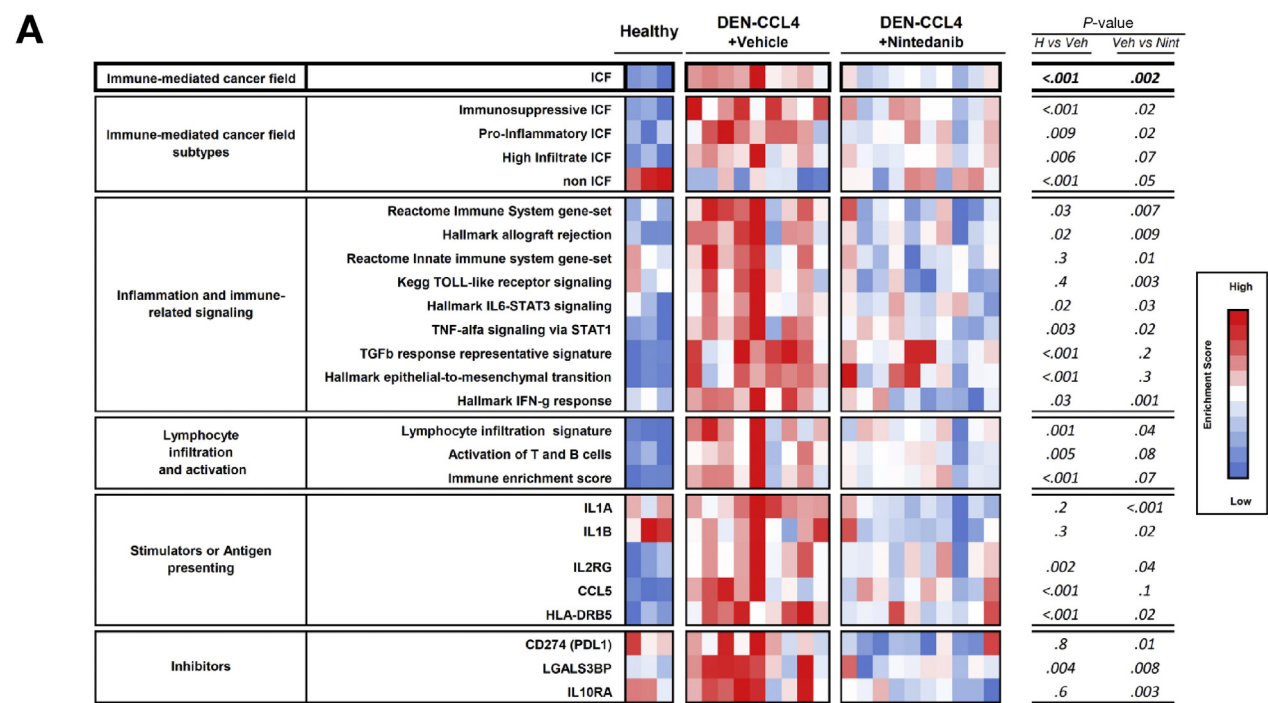 A
Healthy
DEN-CCL4
+Vehicle
DEN-CCL4
+Nintedanib
P-value
H vs Veh
Veh vs Nint
Immune-mediated cancer field
ICF <.001 .002
Immune-mediated cancer field
subtypes
Immunosuppressive ICF <.001 .02
Pro-Inflammatory ICF .009 .02
High Infiltrate ICF .006 .07
non ICF <.001 .05
Inflammation and immune-
related signaling
Reactome Immune System gene-set .03 .007
Hallmark allograft rejection .02 .009
Reactome Innate immune system gene-set .3 .01
Kegg TOLL-like receptor signaling .4 .003
Hallmark IL6-STAT3 signaling .02 .03
TNF-alfa signaling via STAT1 .003 .02
TGFb response representative signature <.001 .2
Hallmark epithelial-to-mesenchymal transition <.001 .3
Hallmark IFN-g response .03 .001
Lymphocyte
infiltration
and activation
Lymphocyte infiltration signature .001 .04
Activation of T and B cells .005 .08
Immune enrichment score <.001 .07
Stimulators or Antigen
presenting
IL1A .2 <.001
IL1B .3 .02
IL2RG .002 .04
CCL5 <.001 .1
HLA-DRB5 <.001 .02
Inhibitors
CD274 (PDL1) .8 .01
LGALS3BP .004 .008
IL10RA .6 .003
High
Enrichment Score
Low